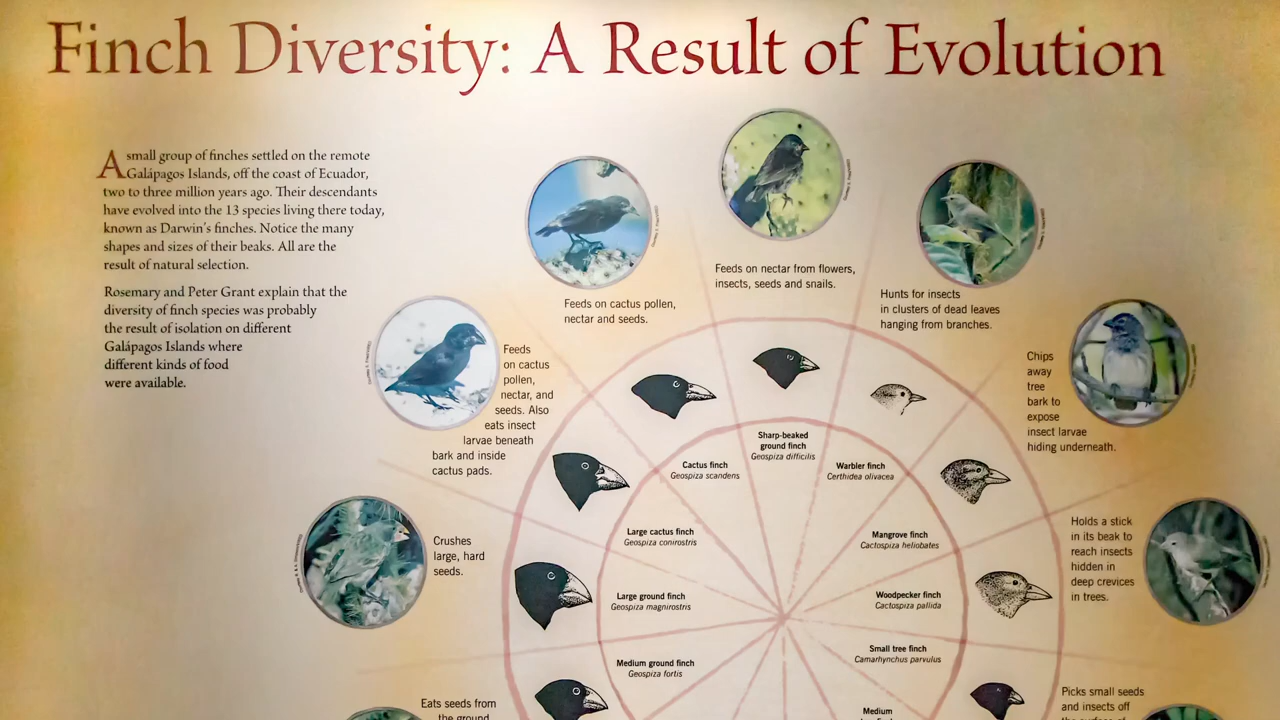 Finch Diversity: A Result of Evolution
A small group of finches settled on the remote
Galápagos Islands, off the coast of Ecuador,
two to three million years ago. Their descendants
have evolved into the 13 species living there today,
known as Darwin's finches. Notice the many
shapes and sizes of their beaks. All are the
result of natural selection.
Rosemary and Peter Grant explain that the
diversity of finch species was probably
the result of isolation on different
Galápagos Islands where
different kinds of food
were available.
Feeds on nectar from flowers,
insects, seeds and snails.
Feeds on cactus pollen,
nectar and seeds.
Hunts for insects
in clusters of dead leaves
hanging from branches.
Feeds
on cactus
pollen,
nectar, and
seeds. Also
eats insect
larvae beneath
bark and inside
cactus pads.
Chips
away
tree
bark to
expose
insect larvae
hiding underneath.
Crushes
large, hard
seeds.
Holds a stick
in its beak to
reach insects
hidden in
deep crevices
in trees.
Eats seeds from
the ground,
Picks small seeds
and insects off
the surface of
Sharp-beaked
ground finch
Geospiza difficilis
Cactus finch
Geospiza scandens
Warbler finch
Certhidea olivacea
Large cactus finch
Geospiza conirostris
Mangrove finch
Cactospiza heliobates
Large ground finch
Geospiza magnirostris
Woodpecker finch
Cactospiza pallida
Medium ground finch
Geospiza fortis
Small tree finch
Camarhynchus parvulus
Medium